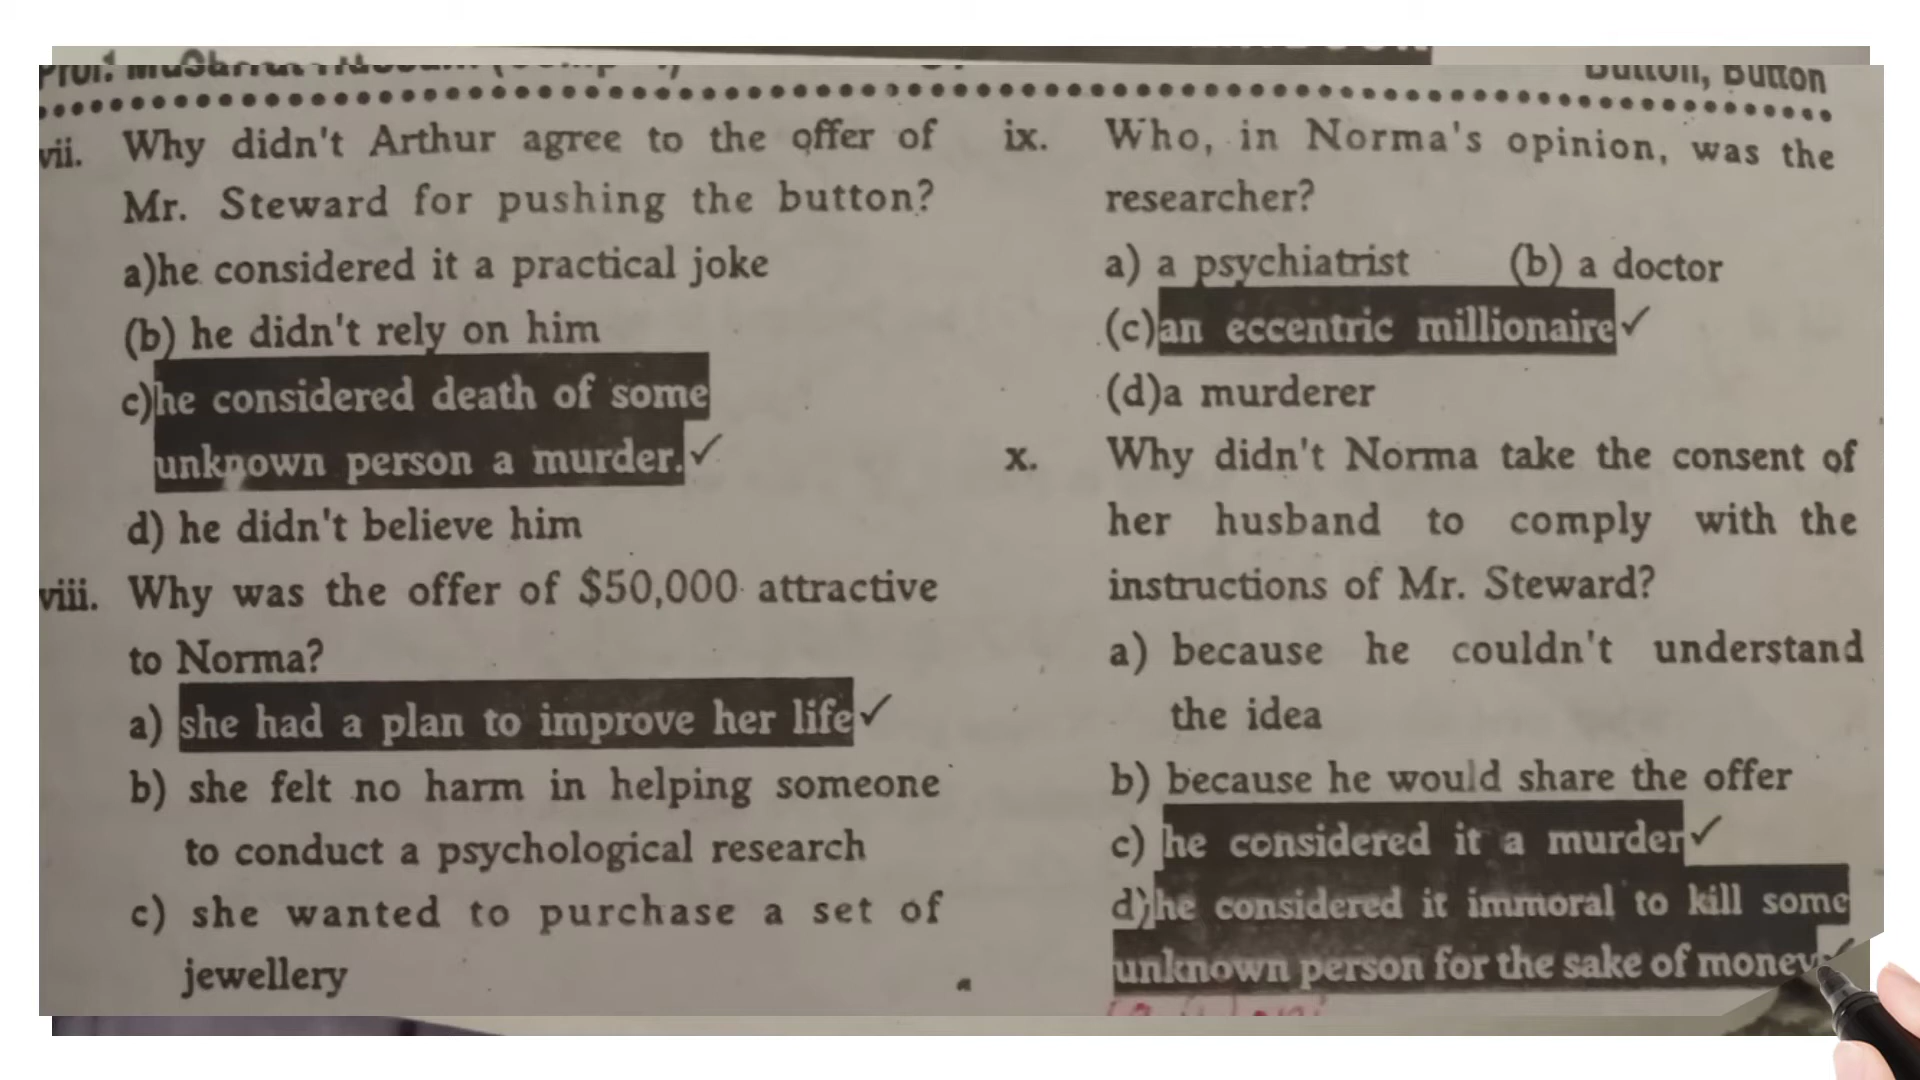 Button, Button
vii. Why didn't Arthur agree to the offer of
Mr. Steward for pushing the button?
a)he considered it a practical joke
(b) he didn't rely on him
c)he considered death of some
unknown person a murder.✓
d) he didn't believe him
viii. Why was the offer of $50,000 attractive
to Norma?
a) she had a plan to improve her life✓
b) she felt no harm in helping someone
to conduct a psychological research
c) she wanted to purchase a set of
jewellery
ix. Who, in Norma's opinion, was the
researcher?
a) a psychiatrist (b) a doctor
(c)an eccentric millionaire✓
(d)a murderer
x. Why didn't Norma take the consent of
her husband to comply with the
instructions of Mr. Steward?
a) because he couldn't understand
the idea
b) because he would share the offer
c) he considered it a murder✓
d)he considered it immoral to kill some
unknown person for the sake of money